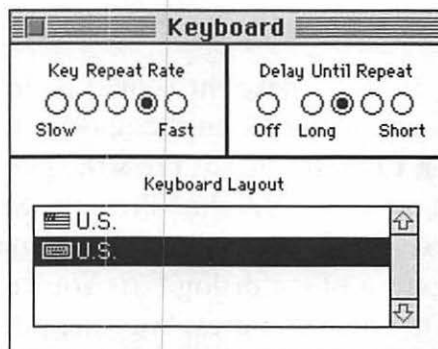 Keyboard
Key Repeat Rate
Slow Fast
Delay Until Repeat
Off Long Short
Keyboard Layout
U.S.
U.S.